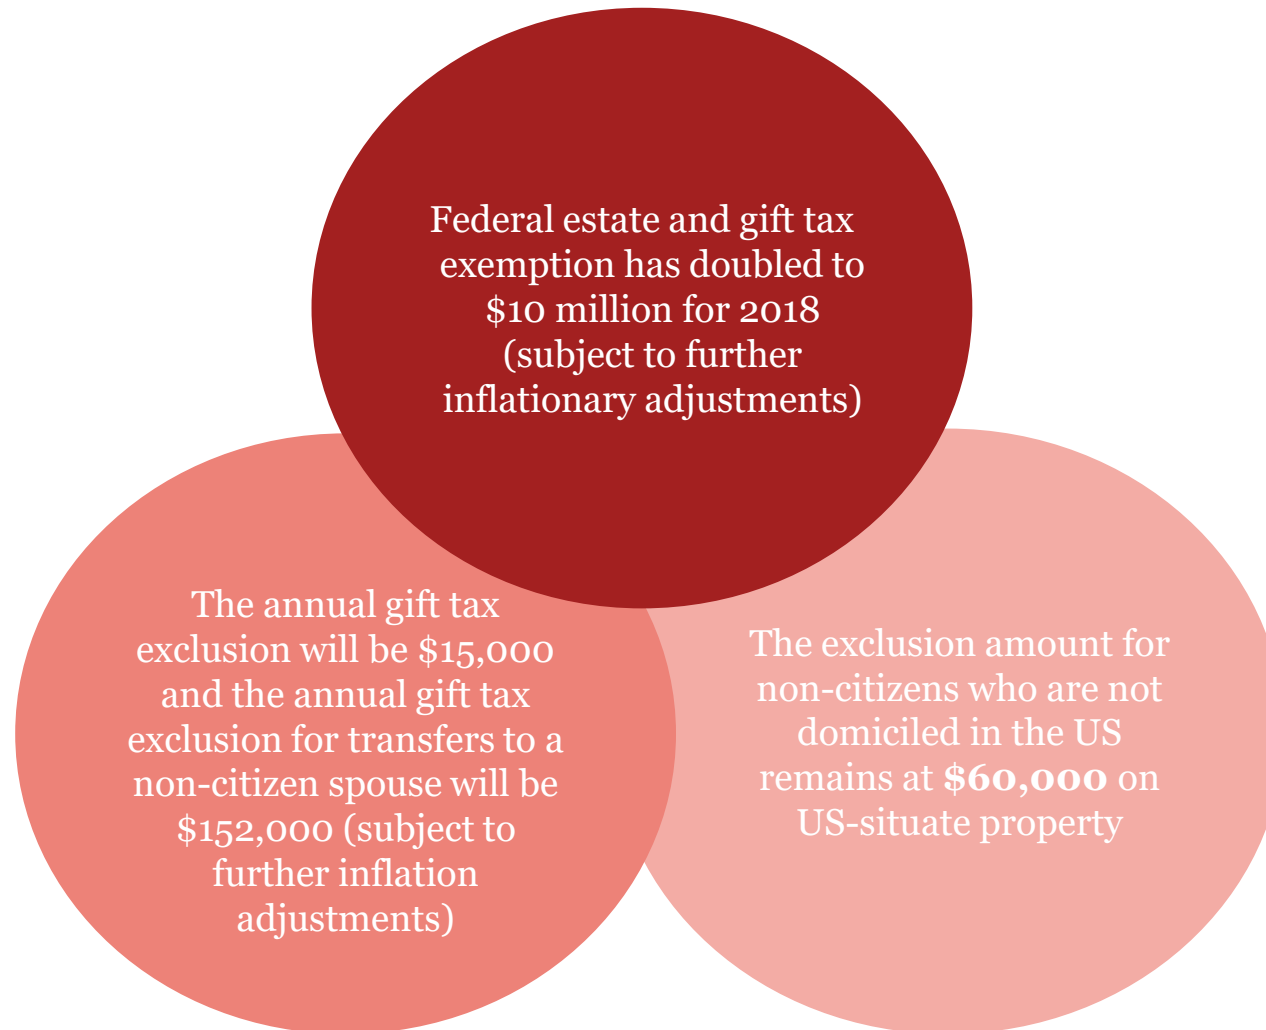 Federal estate and gift tax
exemption has doubled to
$10 million for 2018
(subject to further
inflationary adjustments)
The annual gift tax
exclusion will be $15,000
and the annual gift tax
exclusion for transfers to a
non-citizen spouse will be
$152,000 (subject to
further inflation
adjustments)
The exclusion amount for
non-citizens who are not
domiciled in the US
remains at $60,000 on
US-situate property